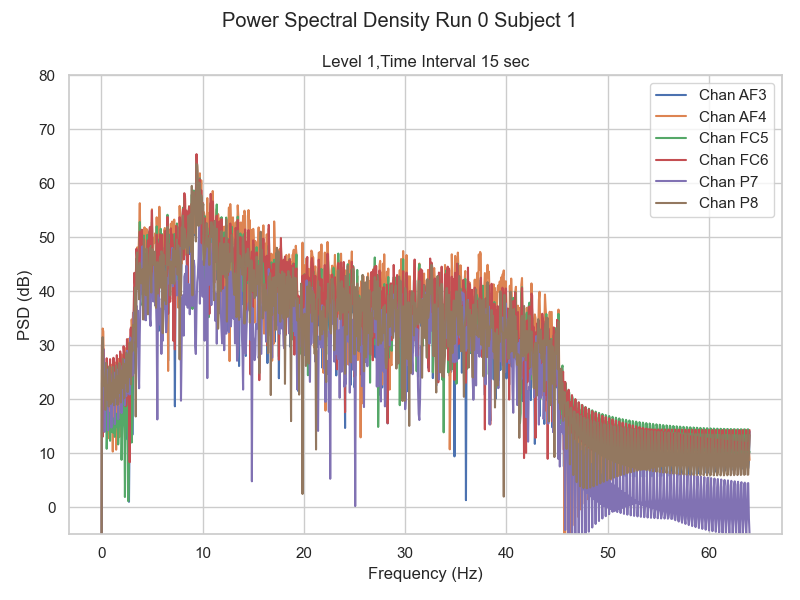 Power Spectral Density Run 0 Subject 1
Level 1,Time Interval 15 sec
80
70
60
50
40
30
20
10
0
PSD (dB)
Chan AF3
Chan AF4
Chan FC5
Chan FC6
Chan P7
Chan P8
0 10 20 30 40 50 60
Frequency (Hz)